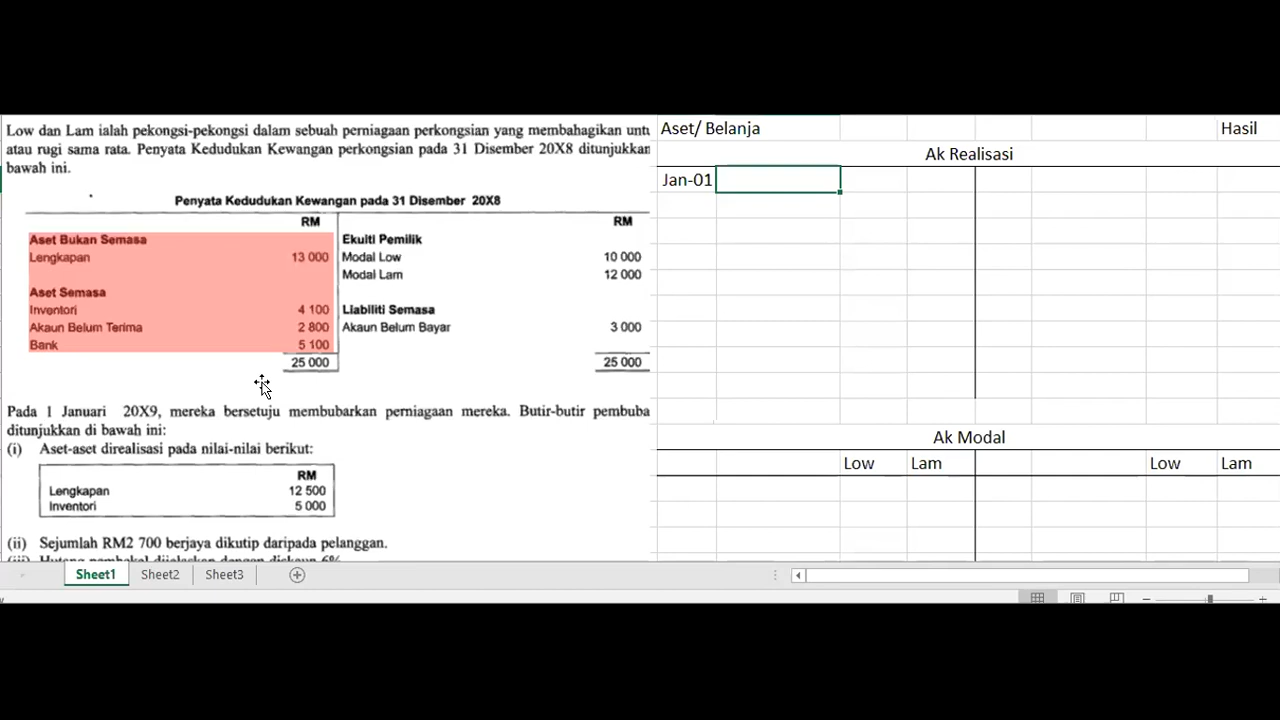 Low dan Lam ialah pekongsi-pekongsi dalam sebuah perniagaan perkongsian yang membahagikan untu
atau rugi sama rata. Penyata Kedudukan Kewangan perkongsian pada 31 Disember 20X8 ditunjukkan
bawah ini.
Penyata Kedudukan Kewangan pada 31 Disember 20X8
RM RM
Aset Bukan Semasa Ekuiti Pemilik
Lengkapan 13 000 Modal Low 10 000
Modal Lam 12 000
Aset Semasa
Inventori 4 100 Liabiliti Semasa
Akaun Belum Terima 2 800 Akaun Belum Bayar 3 000
Bank 5 100
25 000 25 000
Pada 1 Januari 20X9, mereka bersetuju membubarkan perniagaan mereka. Butir-butir pembuba
ditunjukkan di bawah ini:
(i) Aset-aset direalisasi pada nilai-nilai berikut:
RM
Lengkapan 12 500
Inventori 5 000
(ii) Sejumlah RM2 700 berjaya dikutip daripada pelanggan.
Aset/ Belanja Hasil
Ak Realisasi
Jan-01
Ak Modal
Low Lam Low Lam
Sheet1 Sheet2 Sheet3